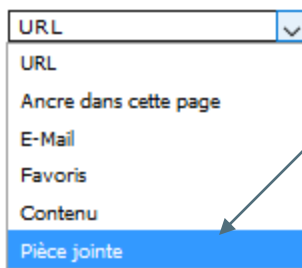 URL
URL
Ancre dans cette page
E-Mail
Favoris
Contenu
Pièce jointe